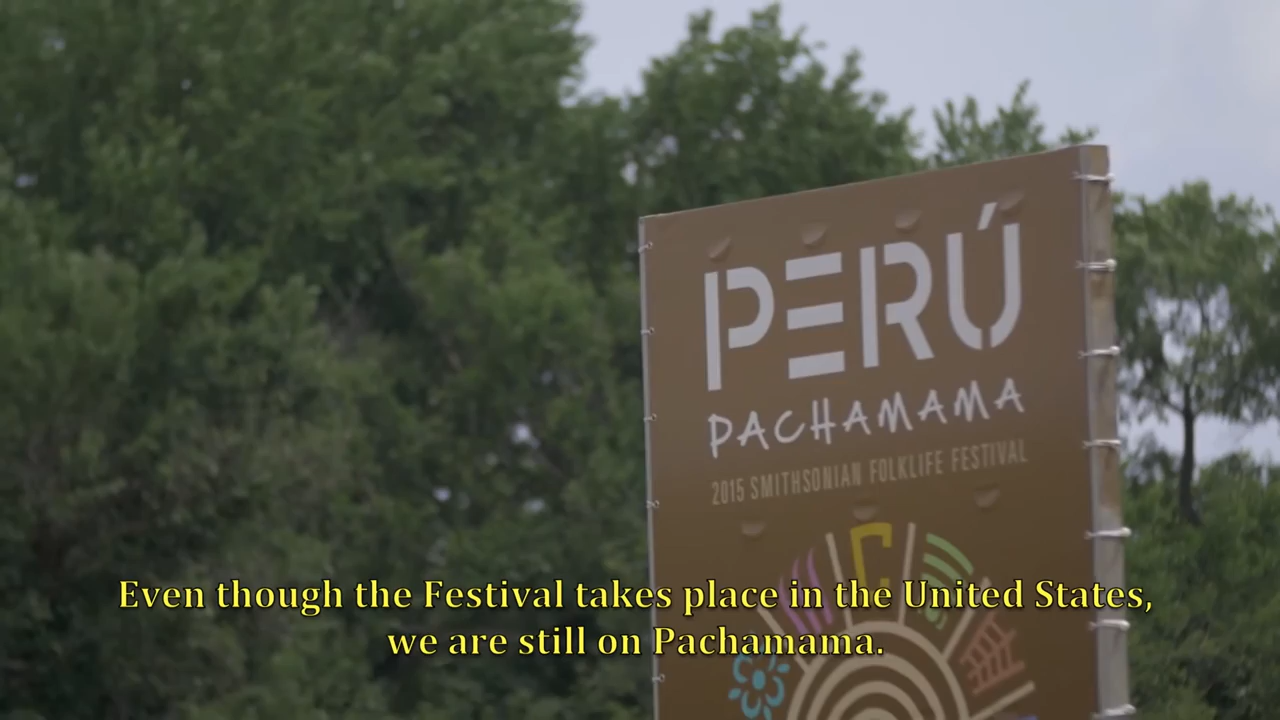 PERÚ
PACHAMAMA
2015 SMITHSONIAN FOLKLIFE FESTIVAL
Even though the Festival takes place in the United States,
we are still on Pachamama.